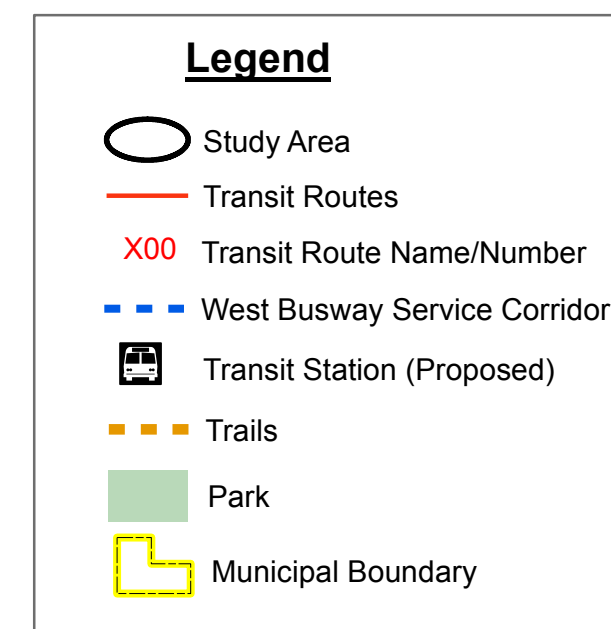 Legend
Study Area
Transit Routes
X00 Transit Route Name/Number
West Busway Service Corridor
Transit Station (Proposed)
Trails
Park
Municipal Boundary